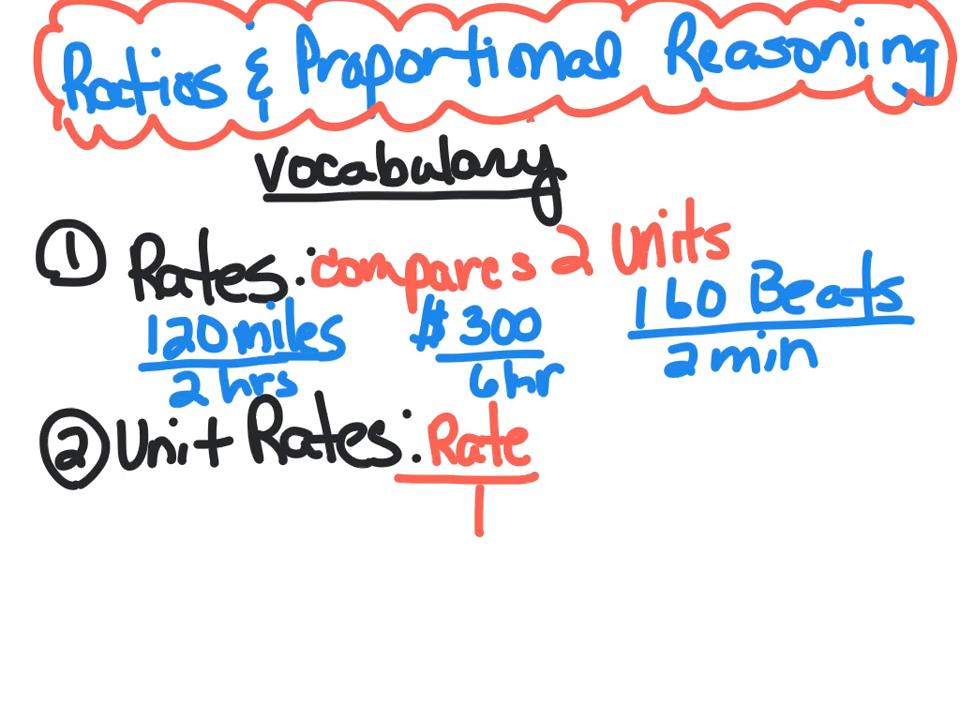 Ratios & Proportional Reasoning
Vocabulary
① Rates: compares 2 units
120 miles / 2 hrs  $300 / 6 hr  160 Beats / 2 min
② Unit Rates: Rate / 1